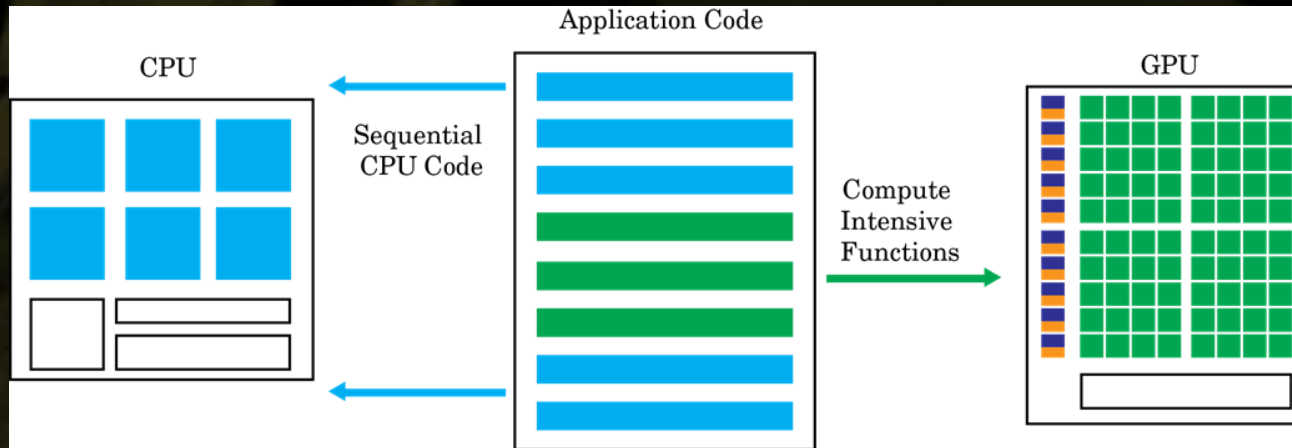 Application Code
CPU
GPU
Sequential
CPU Code
Compute
Intensive
Functions